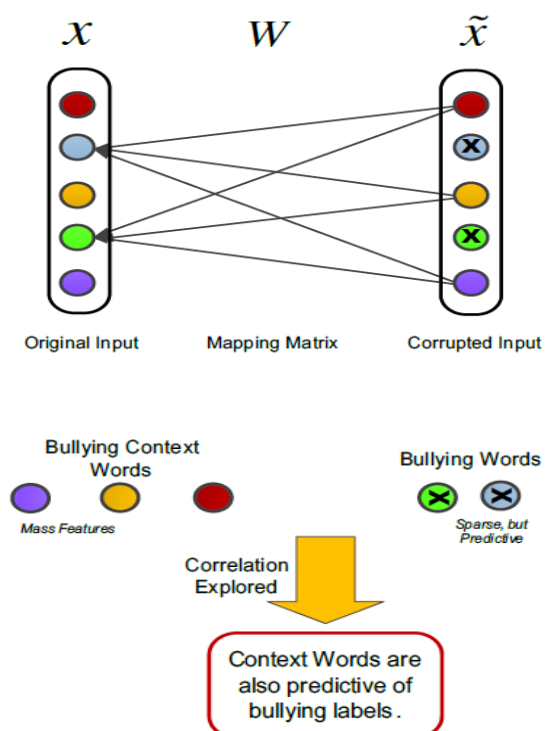 x W x̃
Original Input Mapping Matrix Corrupted Input
Bullying Context
Words
Mass Features
Bullying Words
Sparse, but
Predictive
Correlation
Explored
Context Words are
also predictive of
bullying labels .